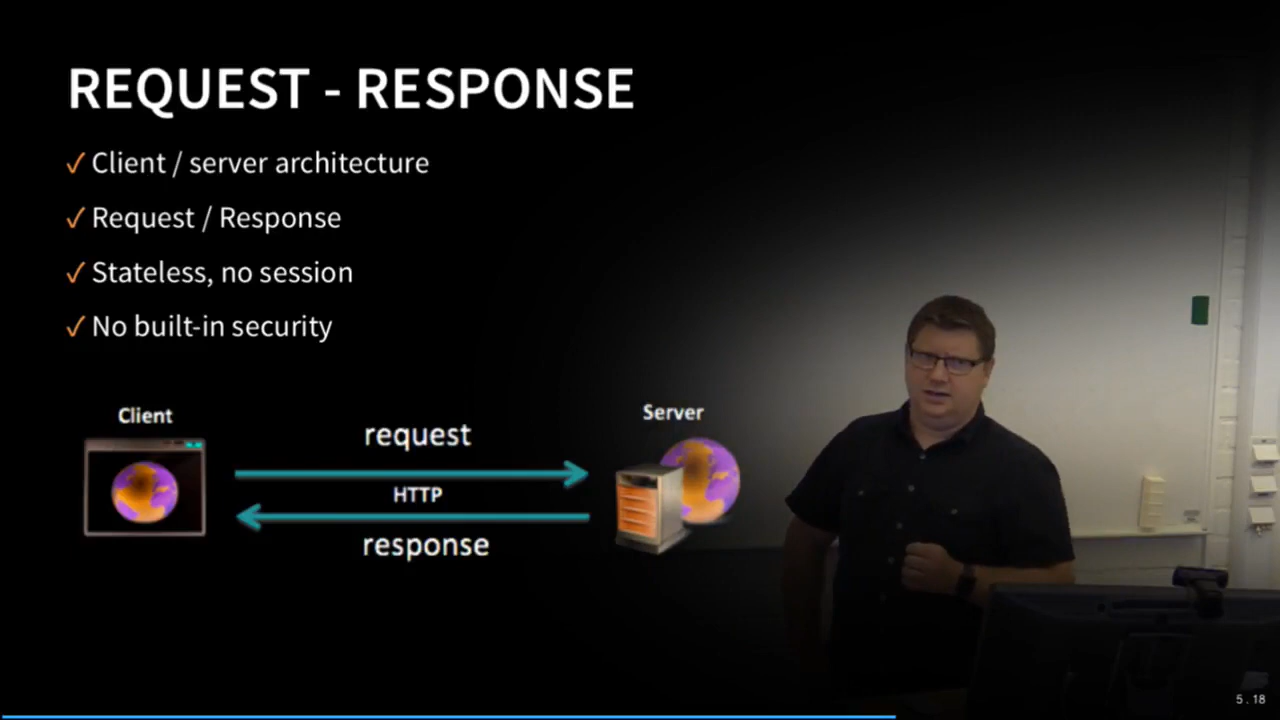 REQUEST - RESPONSE
✓ Client / server architecture
✓ Request / Response
✓ Stateless, no session
✓ No built-in security
Client
request
Server
HTTP
response
5 . 18